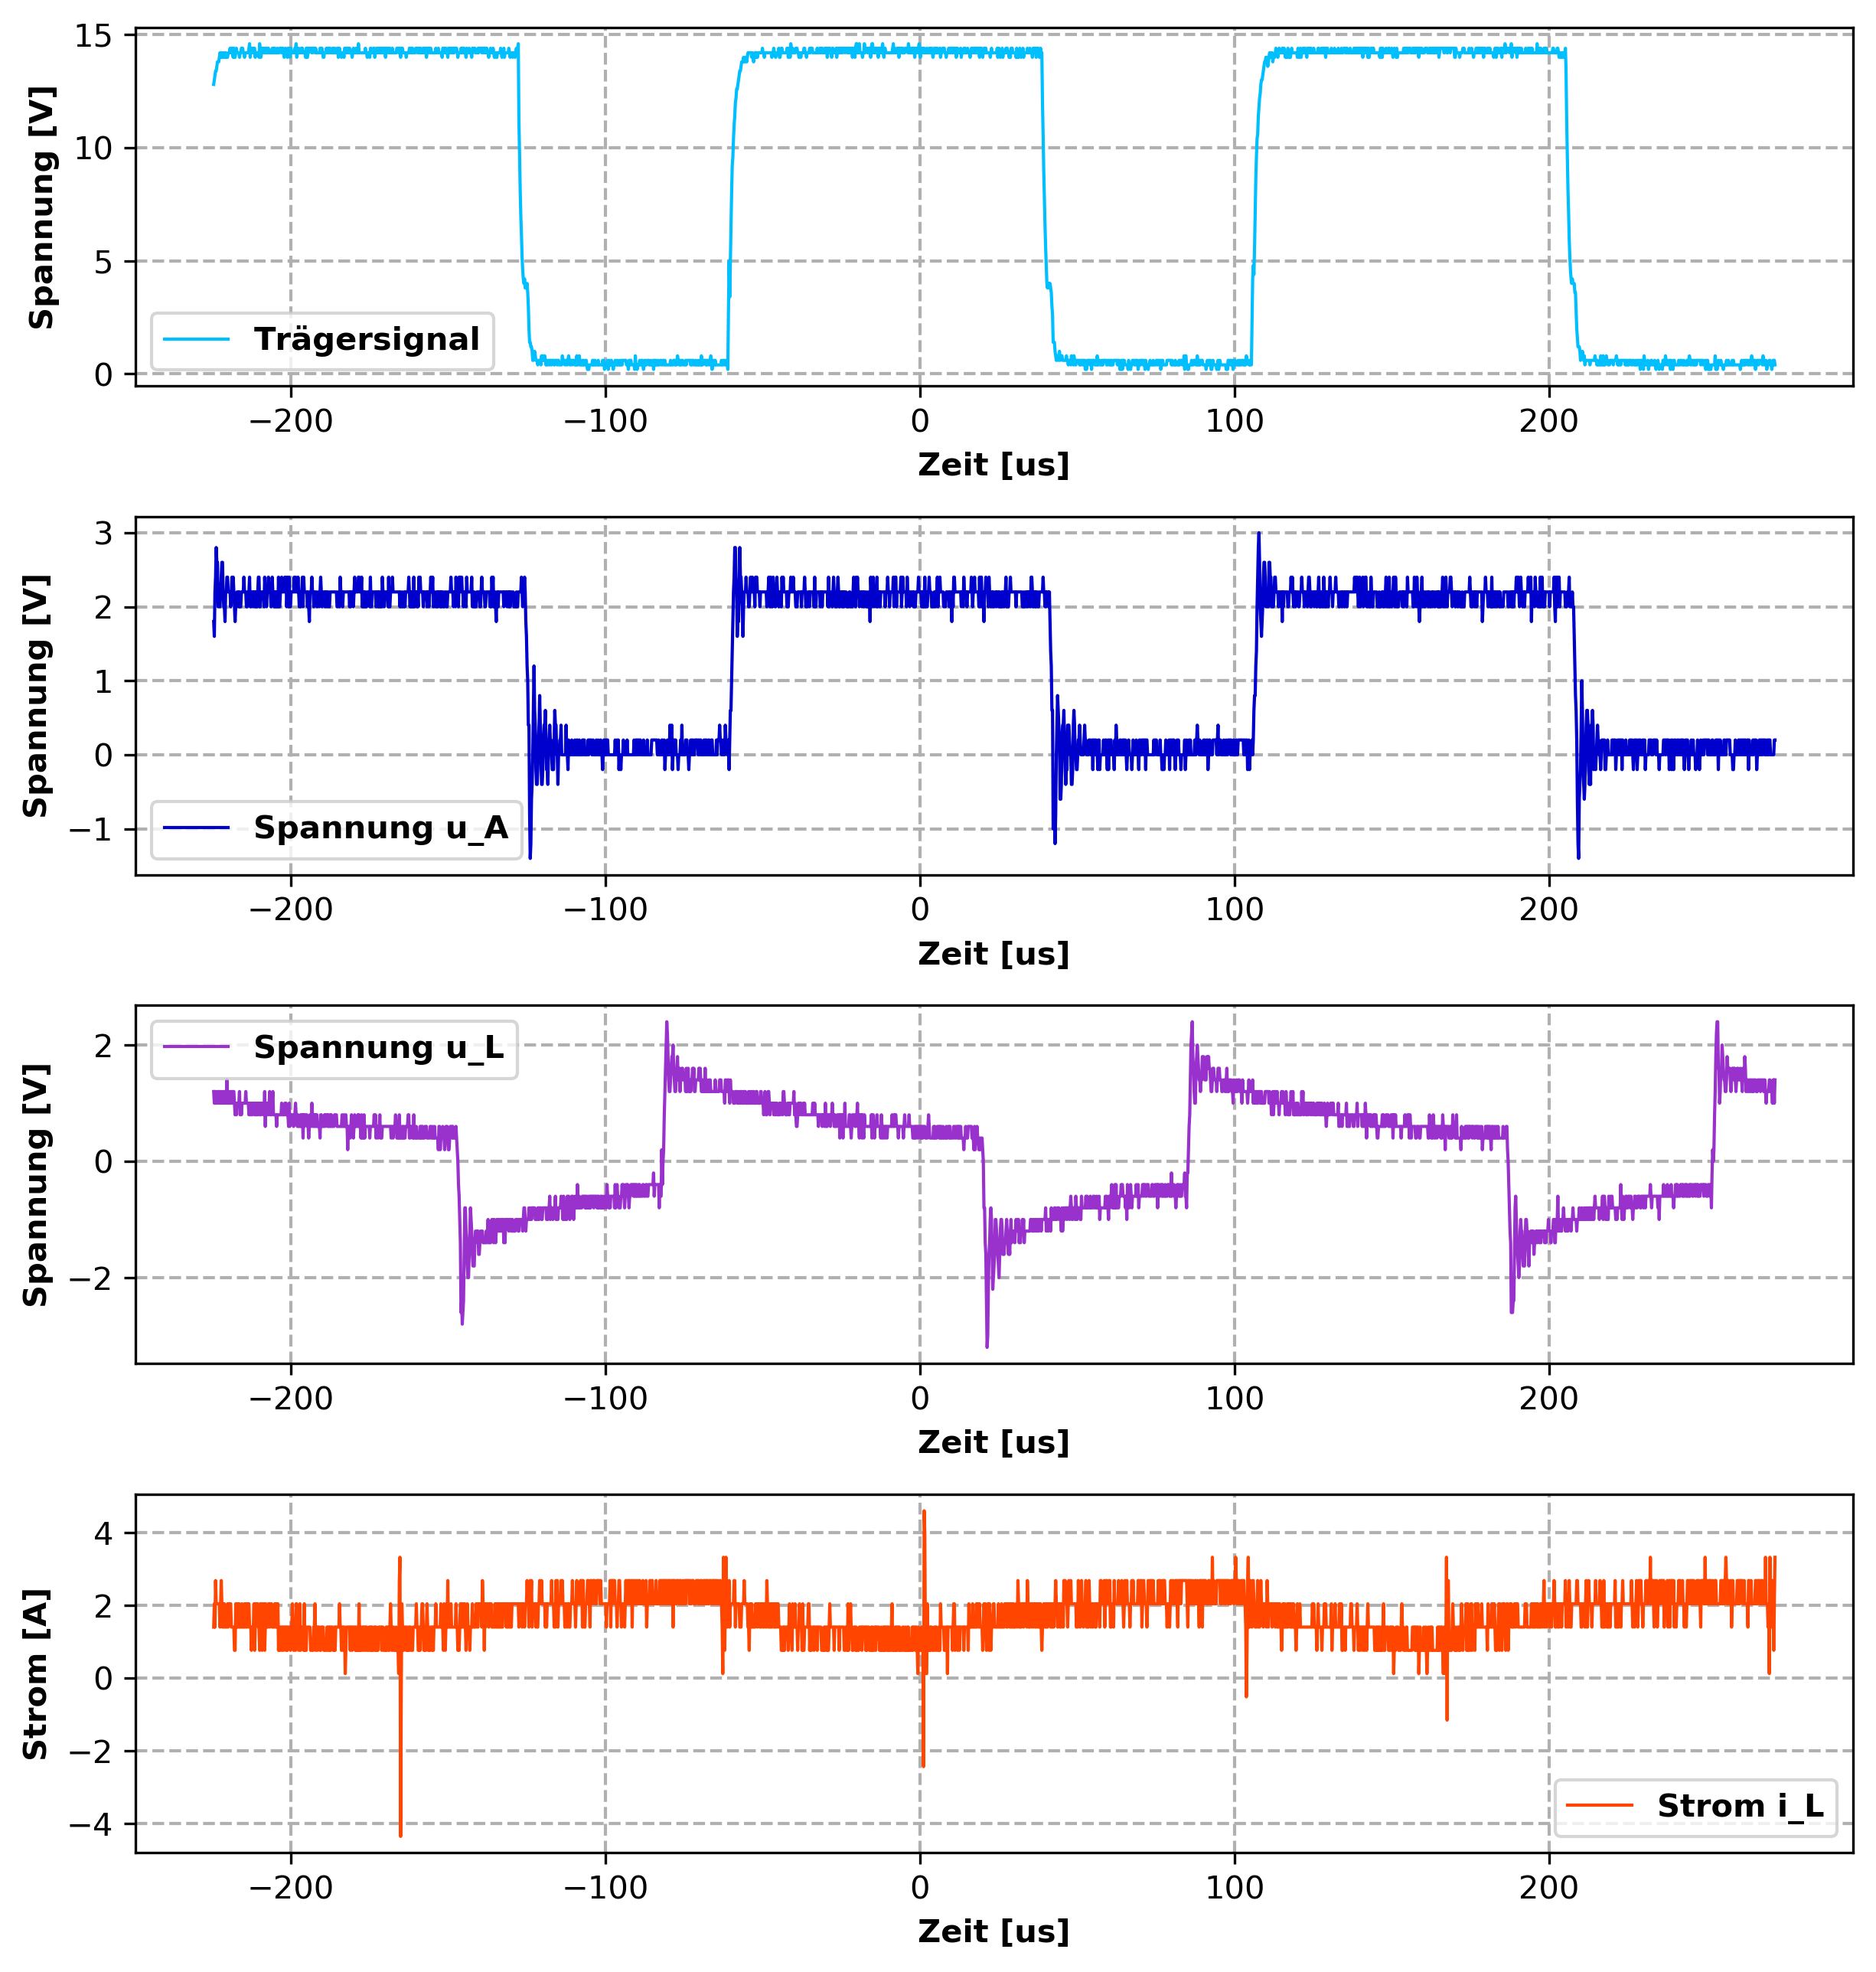 15
10
5
0
Spannung [V]
Trägersignal
−200 −100 0 100 200
Zeit [us]
3
2
1
0
−1
Spannung [V]
Spannung u_A
−200 −100 0 100 200
Zeit [us]
2
0
−2
Spannung [V]
Spannung u_L
−200 −100 0 100 200
Zeit [us]
4
2
0
−2
−4
Strom [A]
Strom i_L
−200 −100 0 100 200
Zeit [us]